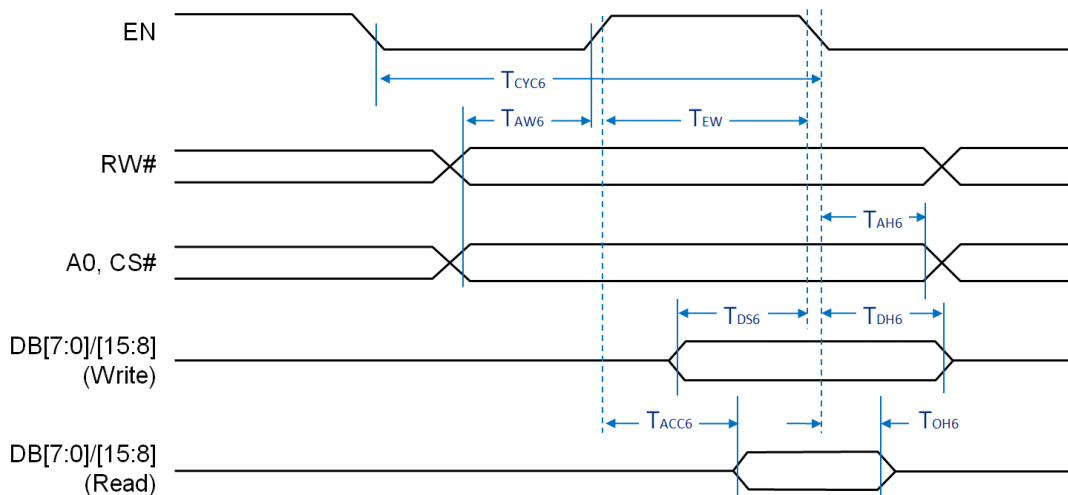 EN
TCYC6
TAW6
TEW
RW#
TAH6
A0, CS#
TDS6
TDH6
DB[7:0]/[15:8]
(Write)
TACC6
TOH6
DB[7:0]/[15:8]
(Read)